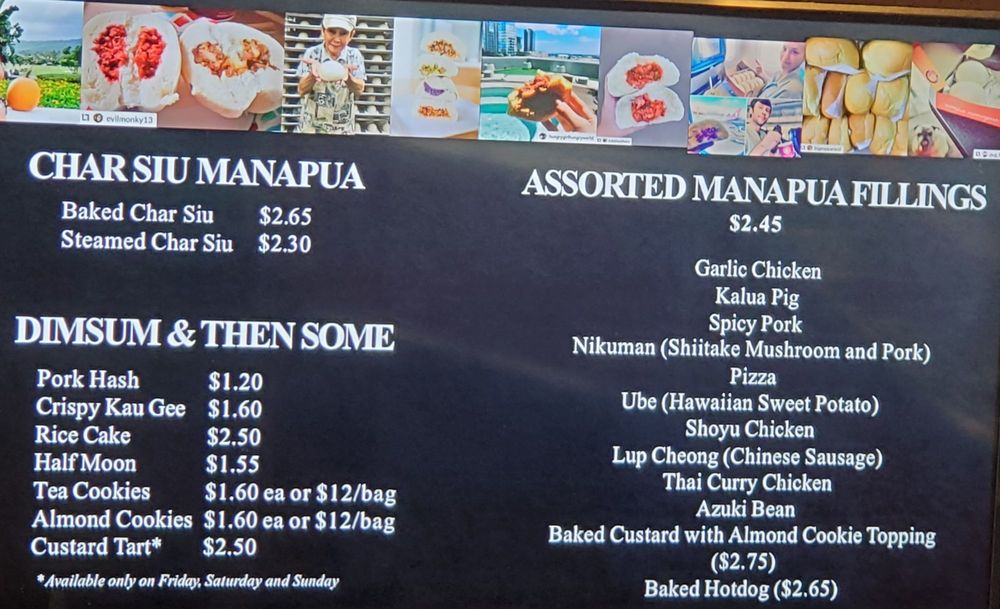 evilmonky13
hungrygirlhungryworld
CHAR SIU MANAPUA
Baked Char Siu $2.65
Steamed Char Siu $2.30
DIMSUM & THEN SOME
Pork Hash $1.20
Crispy Kau Gee $1.60
Rice Cake $2.50
Half Moon $1.55
Tea Cookies $1.60 ea or $12/bag
Almond Cookies $1.60 ea or $12/bag
Custard Tart* $2.50
*Available only on Friday, Saturday and Sunday
ASSORTED MANAPUA FILLINGS
$2.45
Garlic Chicken
Kalua Pig
Spicy Pork
Nikuman (Shiitake Mushroom and Pork)
Pizza
Ube (Hawaiian Sweet Potato)
Shoyu Chicken
Lup Cheong (Chinese Sausage)
Thai Curry Chicken
Azuki Bean
Baked Custard with Almond Cookie Topping
($2.75)
Baked Hotdog ($2.65)